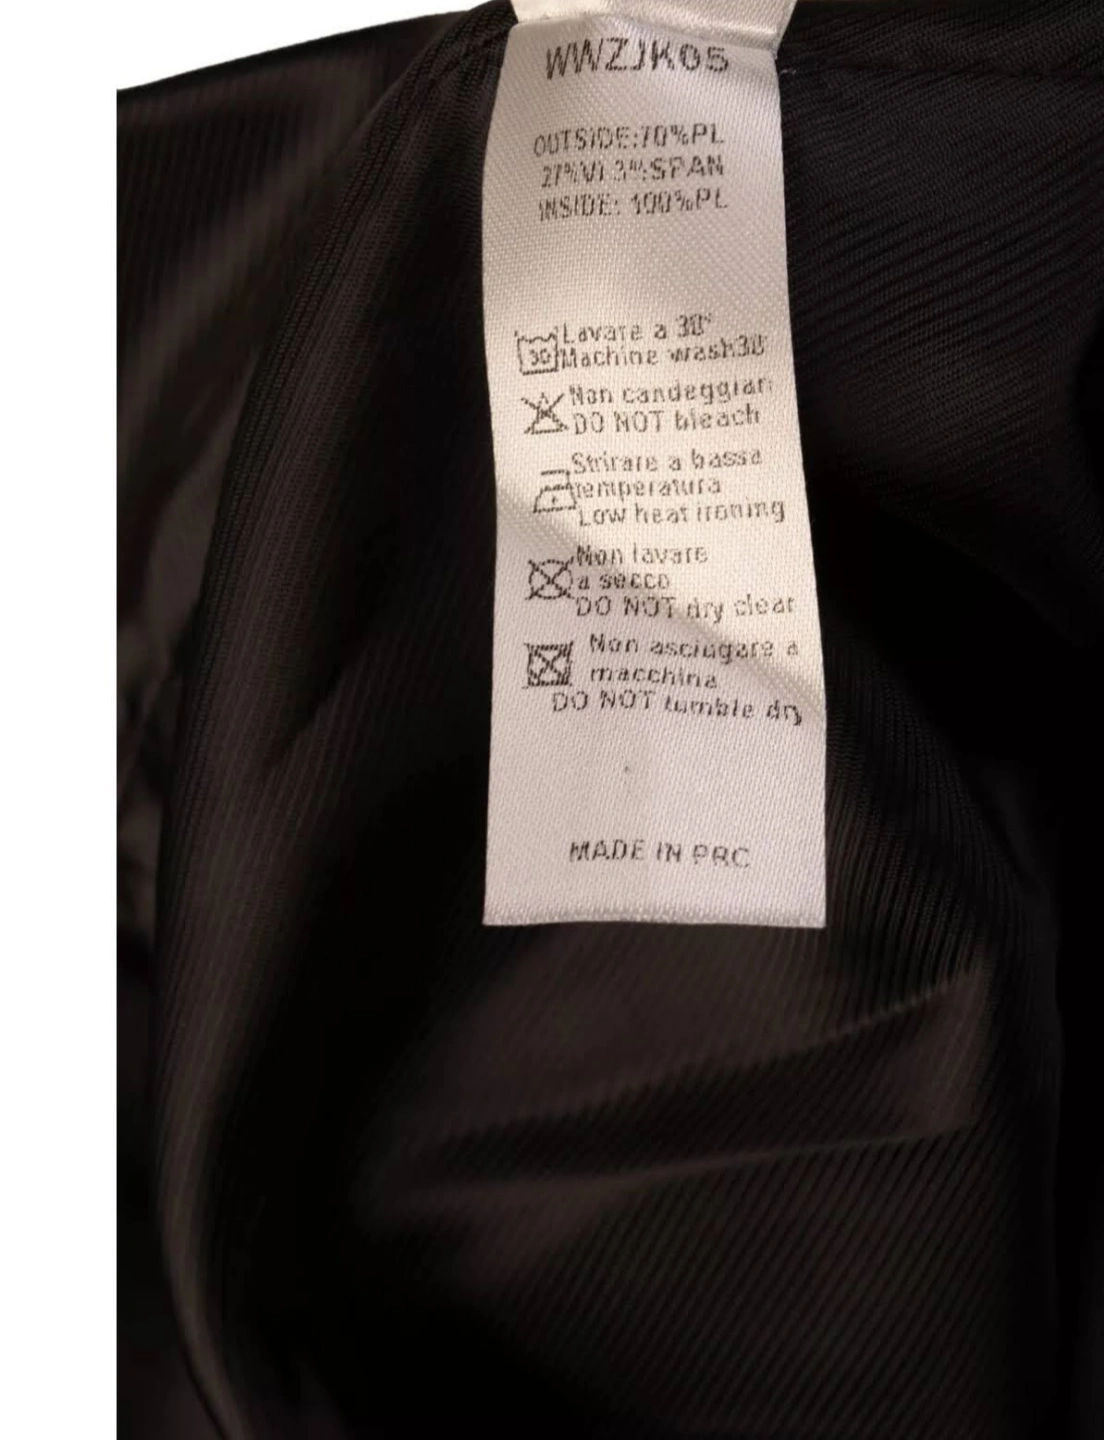 WWZJK05
OUTSIDE:70%PL
27%VI 3%SPAN
INSIDE: 100%PL
30
Lavare a 30°
Machine wash30°
Non candeggiar
DO NOT bleach
Stirare a bassa
temperatura
Low heat ironing
Non lavare
a secco
DO NOT dry clean
Non asciugare a
macchina
DO NOT tumble dry
MADE IN PRC